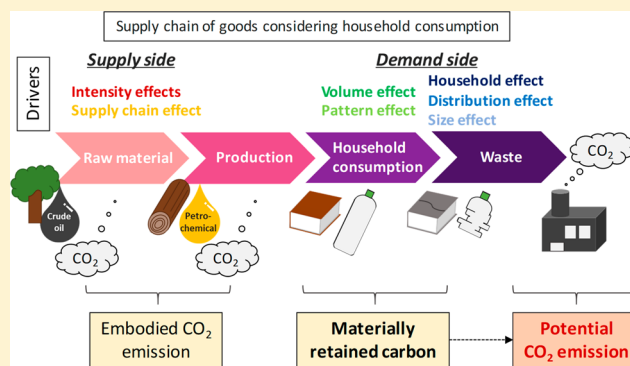 Supply chain of goods considering household consumption
Drivers
Supply side
Demand side
Intensity effects
Supply chain effect
Volume effect
Pattern effect
Household effect
Distribution effect
Size effect
Raw material
Production
Household
consumption
Waste
CO2
Crude
oil
CO2
Petro-
chemical
CO2
Embodied CO2
emission
Materially
retained carbon
Potential
CO2 emission